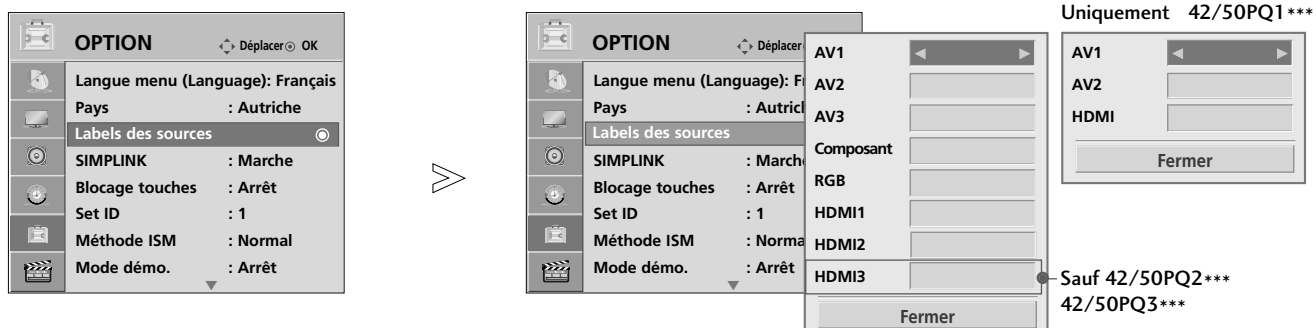 OPTION
Déplacer OK
Langue menu (Language): Français
Pays : Autriche
Labels des sources
SIMPLINK : Marche
Blocage touches : Arrêt
Set ID : 1
Méthode ISM : Normal
Mode démo. : Arrêt
OPTION
Déplacer
Langue menu (Language): Fr
Pays : Autricl
Labels des sources
SIMPLINK : March
Blocage touches : Arrêt
Set ID : 1
Méthode ISM : Norma
Mode démo. : Arrêt
AV1
AV2
AV3
Composant
RGB
HDMI1
HDMI2
HDMI3
Fermer
Uniquement 42/50PQ1***
AV1
AV2
HDMI
Fermer
Sauf 42/50PQ2***
42/50PQ3***